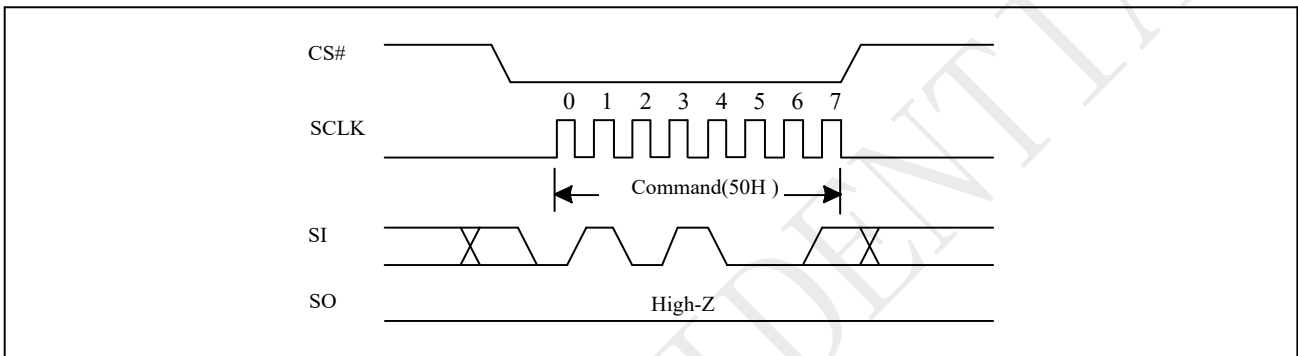 CS#
0 1 2 3 4 5 6 7
SCLK
Command(50H )
SI
SO
High-Z